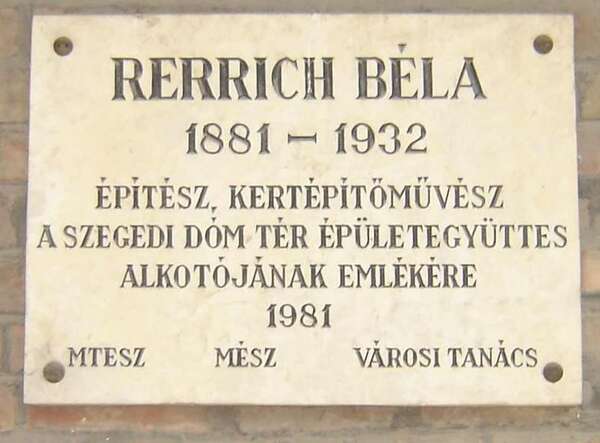 RERRICH BÉLA
1881 – 1932
ÉPÍTÉSZ, KERTÉPÍTŐMŰVÉSZ
A SZEGEDI DÓM TÉR ÉPÜLETEGYÜTTES
ALKOTÓJÁNAK EMLÉKÉRE
1981
MTESZ MÉSZ VÁROSI TANÁCS